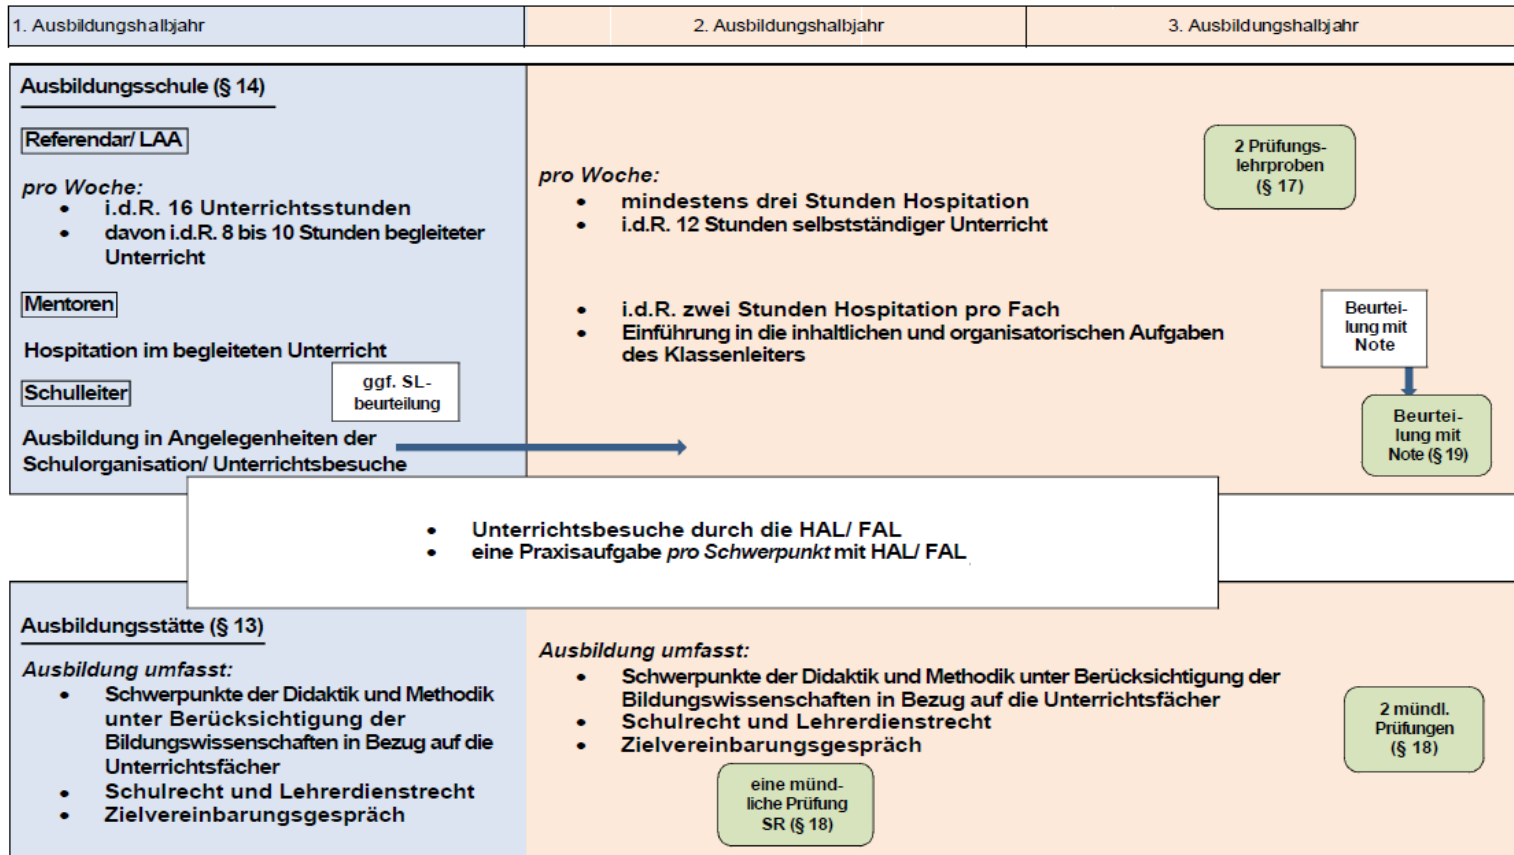 1. Ausbildungshalbjahr
2. Ausbildungshalbjahr
3. Ausbildungshalbjahr
Ausbildungsschule (§ 14)
Referendar/ LAA
pro Woche:
• i.d.R. 16 Unterrichtsstunden
• davon i.d.R. 8 bis 10 Stunden begleiteter
Unterricht
Mentoren
Hospitation im begleiteten Unterricht
Schulleiter
ggf. SL-
beurteilung
Ausbildung in Angelegenheiten der
Schulorganisation/ Unterrichtsbesuche
pro Woche:
• mindestens drei Stunden Hospitation
• i.d.R. 12 Stunden selbstständiger Unterricht
• i.d.R. zwei Stunden Hospitation pro Fach
• Einführung in die inhaltlichen und organisatorischen Aufgaben
des Klassenleiters
2 Prüfungs-
lehrproben
(§ 17)
Beurtei-
lung mit
Note
Beurtei-
lung mit
Note (§ 19)
• Unterrichtsbesuche durch die HAL/ FAL
• eine Praxisaufgabe pro Schwerpunkt mit HAL/ FAL
Ausbildungsstätte (§ 13)
Ausbildung umfasst:
• Schwerpunkte der Didaktik und Methodik
unter Berücksichtigung der
Bildungswissenschaften in Bezug auf die
Unterrichtsfächer
• Schulrecht und Lehrerdienstrecht
• Zielvereinbarungsgespräch
Ausbildung umfasst:
• Schwerpunkte der Didaktik und Methodik unter Berücksichtigung der
Bildungswissenschaften in Bezug auf die Unterrichtsfächer
• Schulrecht und Lehrerdienstrecht
• Zielvereinbarungsgespräch
eine münd-
liche Prüfung
SR (§ 18)
2 mündl.
Prüfungen
(§ 18)